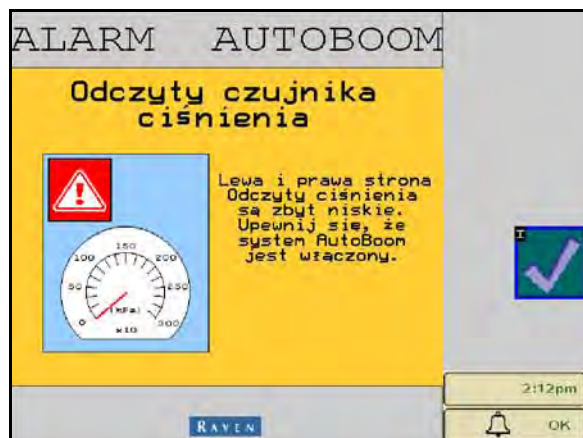 ALARM AUTOBOOM
Odczyty czujnika
ciśnienia
Lewa i prawa strona
Odczyty ciśnienia
są zbyt niskie.
Upewnij się, że
system AutoBoom
jest włączony.
150
100 200
50 250
(kPa)
0 300
x10
I
2:12pm
RAVEN
OK